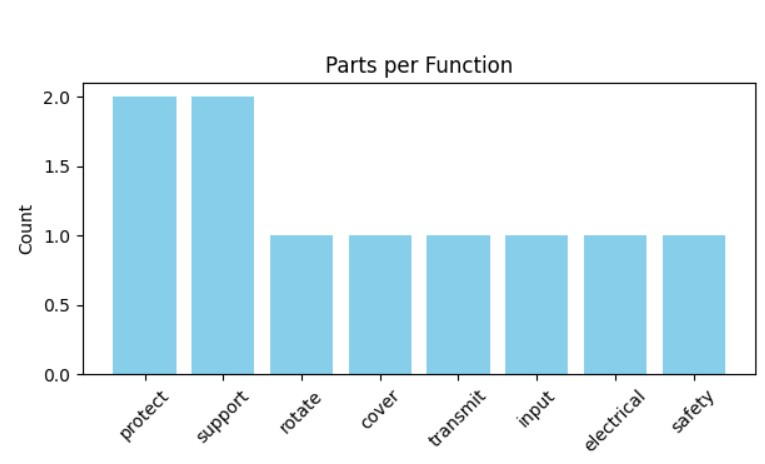 Parts per Function
Count
2.0
1.5
1.0
0.5
0.0
protect
support
rotate
cover
transmit
input
electrical
safety